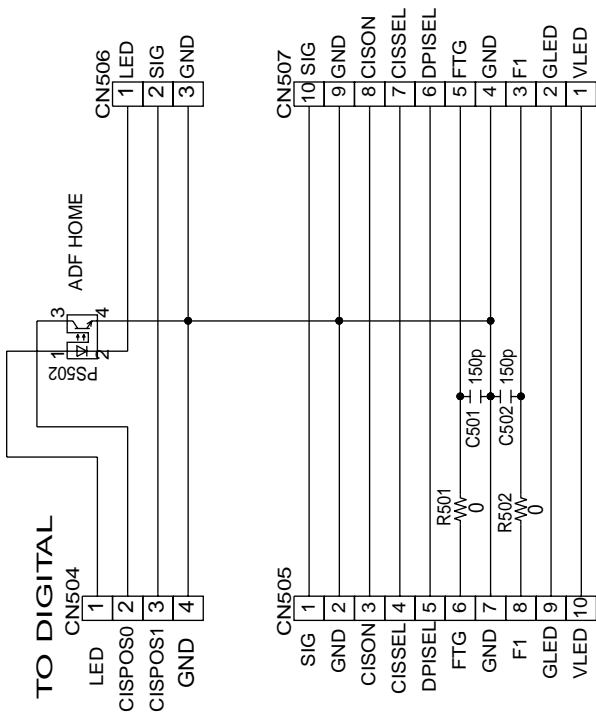 TO DIGITAL
CN504
LED 1
CISPOS0 2
CISPOS1 3
GND 4
1 3
2 4
PS502
ADF HOME
CN506
1 LED
2 SIG
3 GND
CN505
SIG 1
GND 2
CISON 3
CISSEL 4
DPISEL 5
FTG 6
GND 7
F1 8
GLED 9
VLED 10
R501
0
R502
0
C501 150p
C502 150p
CN507
10 SIG
9 GND
8 CISON
7 CISSEL
6 DPISEL
5 FTG
4 GND
3 F1
2 GLED
1 VLED